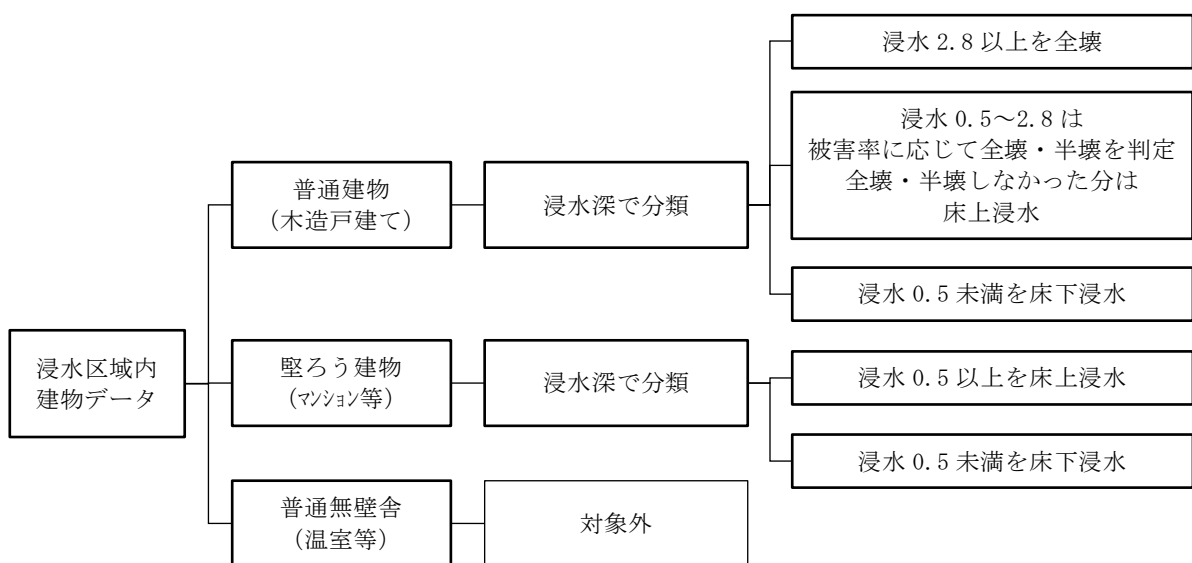 浸水区域内
建物データ
普通建物
（木造戸建て）
浸水深で分類
浸水 2.8 以上を全壊
浸水 0.5～2.8 は
被害率に応じて全壊・半壊を判定
全壊・半壊しなかった分は
床上浸水
浸水 0.5 未満を床下浸水
堅ろう建物
（ﾏﾝｼｮﾝ等）
浸水深で分類
浸水 0.5 以上を床上浸水
浸水 0.5 未満を床下浸水
普通無壁舎
（温室等）
対象外